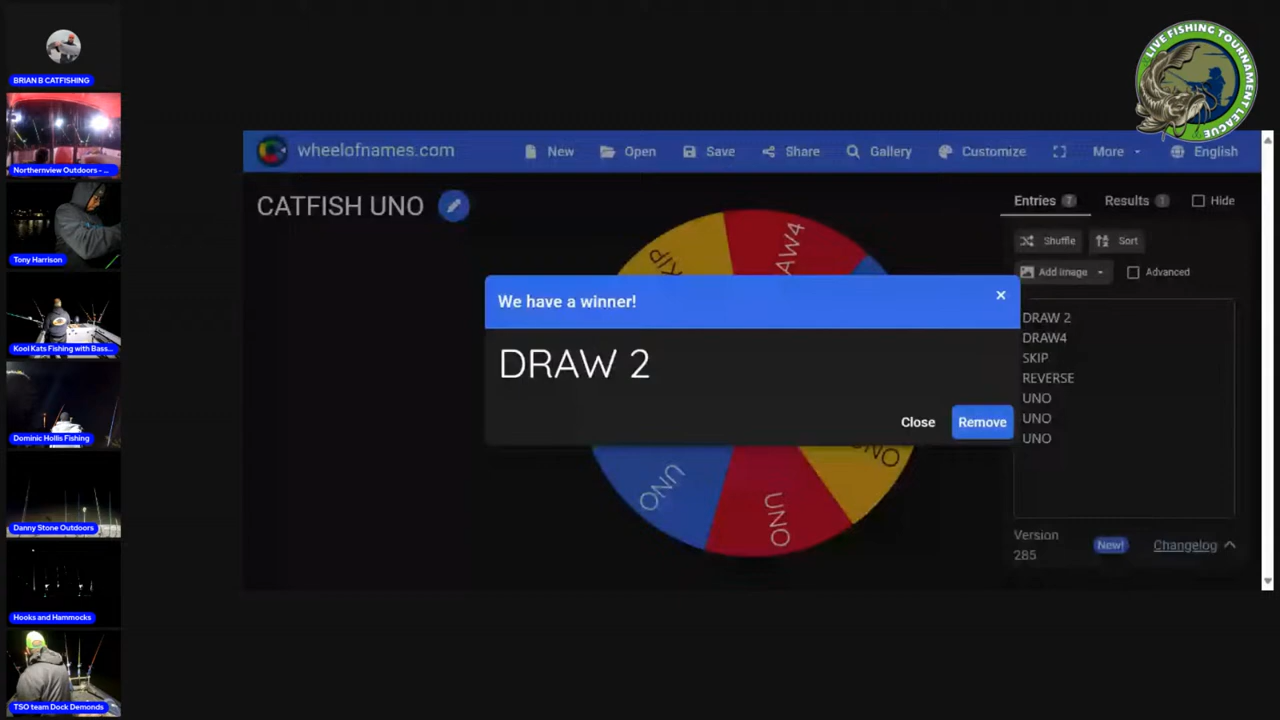 BRIAN B CATFISHING
Northernview Outdoors - ...
Tony Harrison
Kool Kats Fishing with Bass...
Dominic Hollis Fishing
Danny Stone Outdoors
Hooks and Hammocks
TSO team Dock Demonds
LIVE FISHING TOURNAMENT LEAGUE
wheelofnames.com
New
Open
Save
Share
Gallery
Customize
More
English
CATFISH UNO
Entries 7
Results 1
Hide
Shuffle
Sort
Add image
Advanced
KIP
AW4
We have a winner!
×
DRAW 2
Close
Remove
UNO
UNO
UNO
DRAW 2
DRAW4
SKIP
REVERSE
UNO
UNO
UNO
Version
285
New!
Changelog